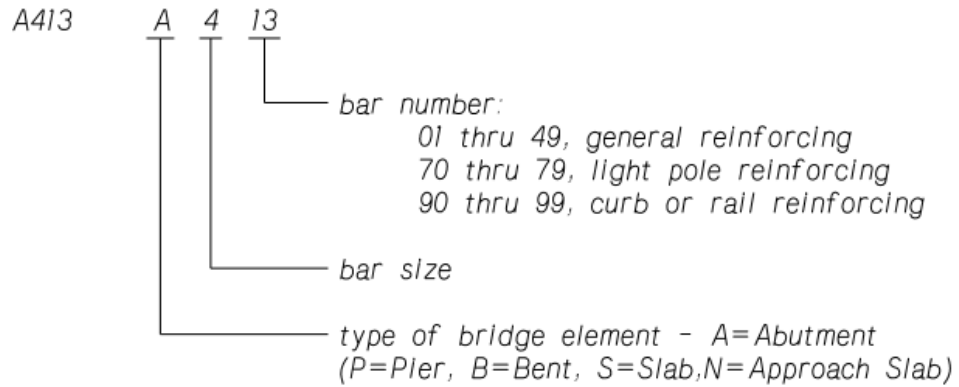 A413 A 4 13
bar number:
01 thru 49, general reinforcing
70 thru 79, light pole reinforcing
90 thru 99, curb or rail reinforcing
bar size
type of bridge element - A=Abutment
(P=Pier, B=Bent, S=Slab,N=Approach Slab)